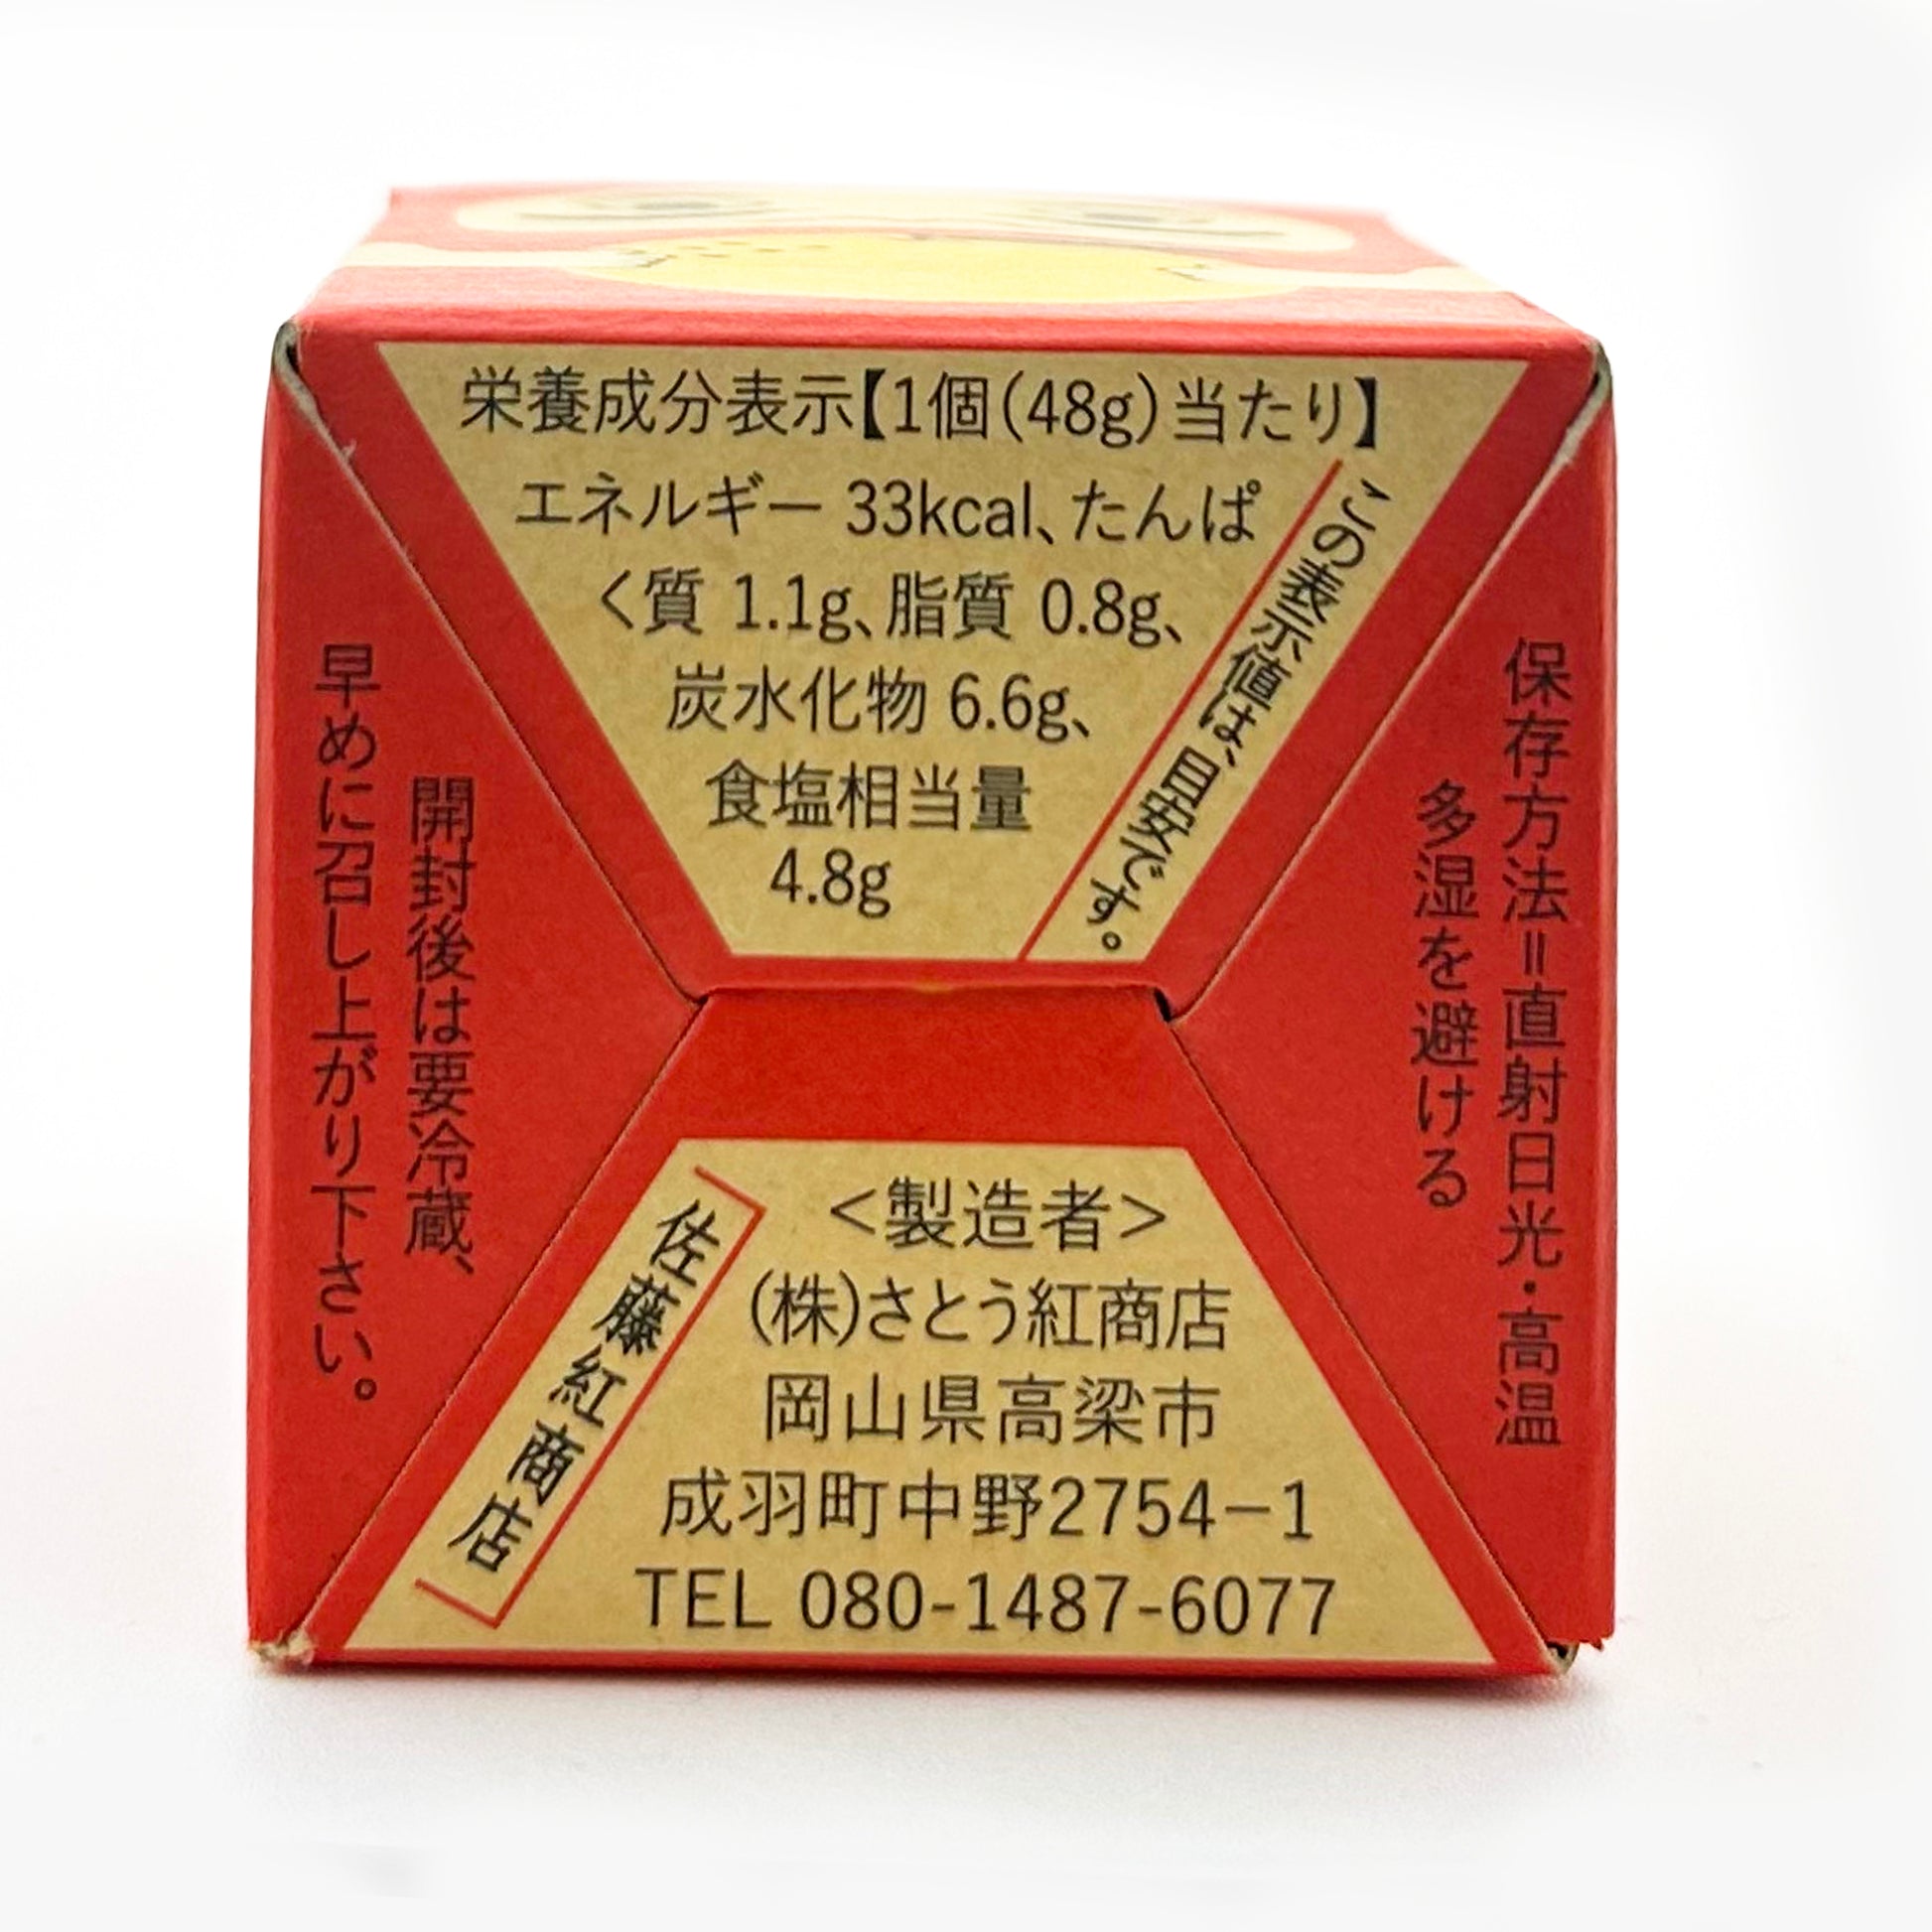 栄養成分表示【1個(48g)当たり】
エネルギー 33kcal、たんぱ
く質 1.1g、脂質 0.8g、
炭水化物 6.6g、
食塩相当量
4.8g
この表示値は、目安です。
保存方法=直射日光・高温
多湿を避ける
開封後は要冷蔵、
早めに召し上がり下さい。
<製造者>
(株)さとう紅商店
岡山県高梁市
成羽町中野2754−1
TEL 080-1487-6077
佐藤紅商店